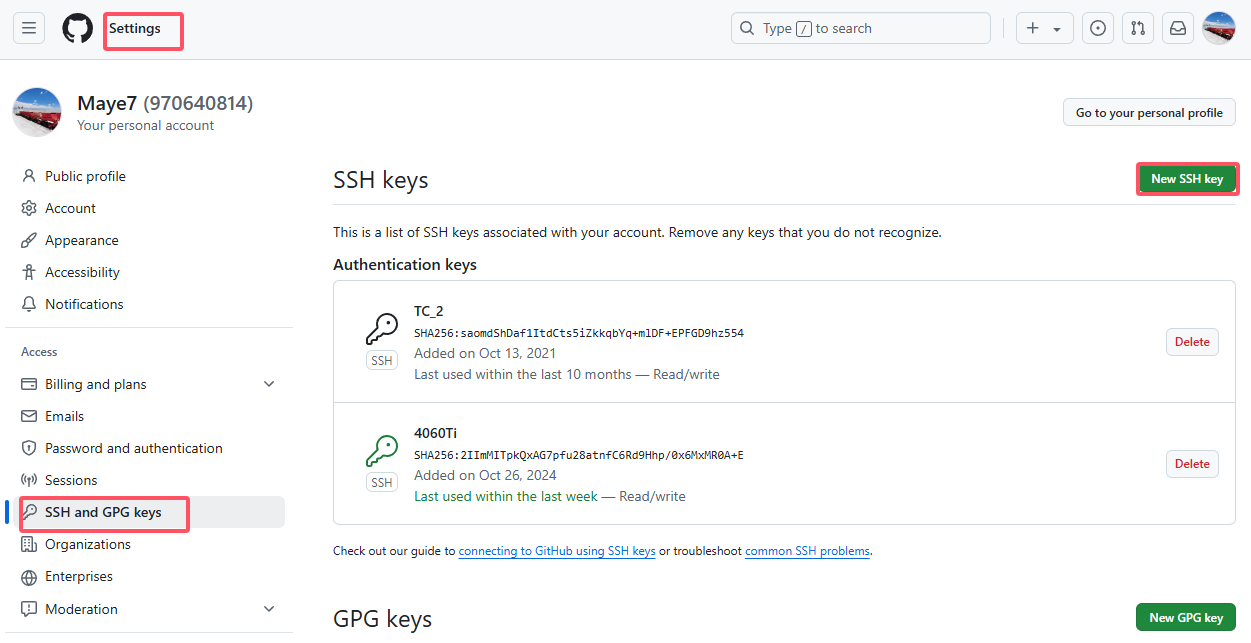 Settings
Type / to search
Maye7 (970640814)
Your personal account
Go to your personal profile
Public profile
Account
Appearance
Accessibility
Notifications
Access
Billing and plans
Emails
Password and authentication
Sessions
SSH and GPG keys
Organizations
Enterprises
Moderation
SSH keys
New SSH key
This is a list of SSH keys associated with your account. Remove any keys that you do not recognize.
Authentication keys
TC_2
SHA256:saomdShDaf1ItdCts5iZkkqbYq+mlDF+EPFGD9hz554
SSH
Added on Oct 13, 2021
Last used within the last 10 months — Read/write
Delete
4060Ti
SHA256:2IImMITpkQxAG7pfu28atnfC6Rd9Hhp/0x6MxMR0A+E
SSH
Added on Oct 26, 2024
Last used within the last week — Read/write
Delete
Check out our guide to connecting to GitHub using SSH keys or troubleshoot common SSH problems.
GPG keys
New GPG key